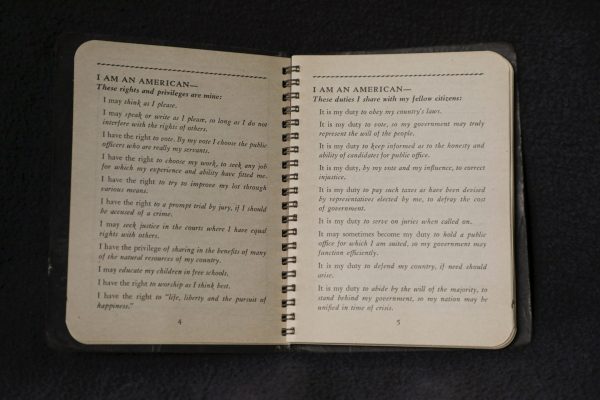 I AM AN AMERICAN—
These rights and privileges are mine:
I may think as I please.
I may speak or write as I please, so long as I do not
interfere with the rights of others.
I have the right to vote. By my vote I choose the public
officers who are really my servants.
I have the right to choose my work, to seek any job
for which my experience and ability have fitted me.
I have the right to try to improve my lot through
various means.
I have the right to a prompt trial by jury, if I should
be accused of a crime.
I may seek justice in the courts where I have equal
rights with others.
I have the privilege of sharing in the benefits of many
of the natural resources of my country.
I may educate my children in free schools.
I have the right to worship as I think best.
I have the right to "life, liberty and the pursuit of
happiness."
4
I AM AN AMERICAN—
These duties I share with my fellow citizens:
It is my duty to obey my country's laws.
It is my duty to vote, so my government may truly
represent the will of the people.
It is my duty to keep informed as to the honesty and
ability of candidates for public office.
It is my duty, by my vote and my influence, to correct
injustice.
It is my duty to pay such taxes as have been devised
by representatives elected by me, to defray the cost
of government.
It is my duty to serve on juries when called on.
It may sometimes become my duty to hold a public
office for which I am suited, so my government may
function efficiently.
It is my duty to defend my country, if need should
arise.
It is my duty to abide by the will of the majority, to
stand behind my government, so my nation may be
unified in time of crisis.
5